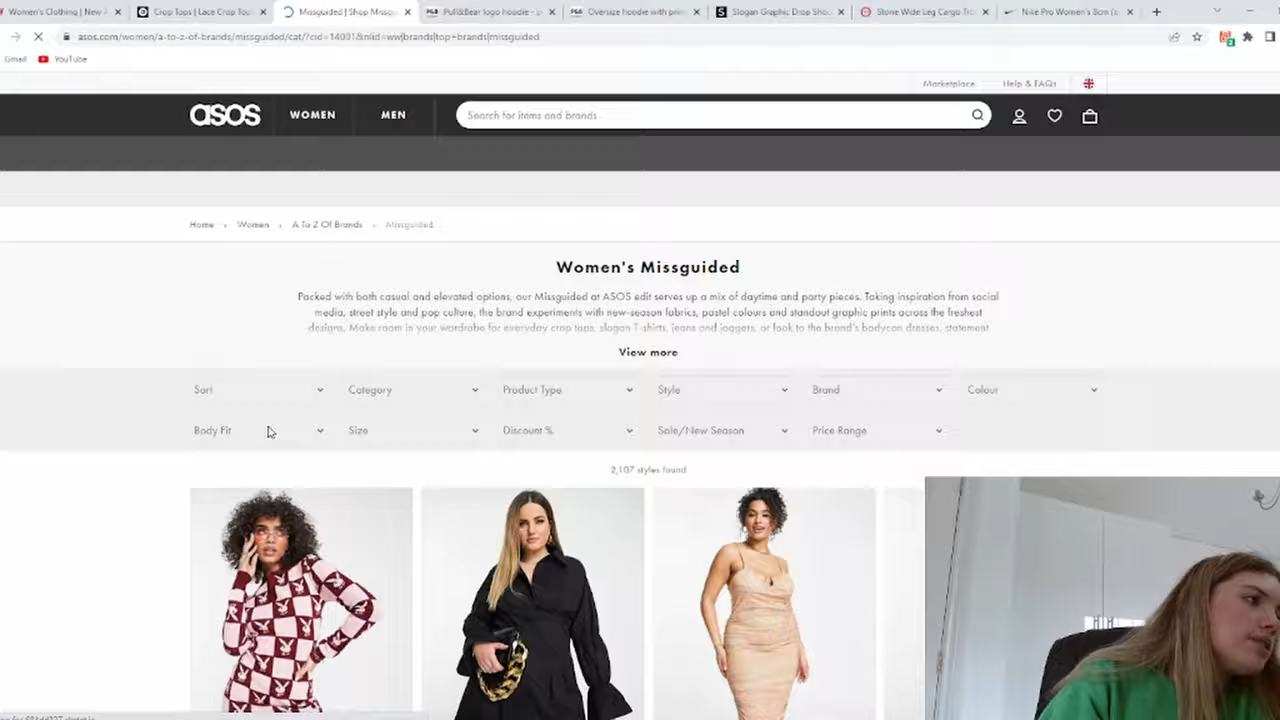 Women's Clothing | New A
Crop Tops | Lace Crop Top
Missguided | Shop Missg
Pull&Bear logo hoodie -
Oversize hoodie with prin
Slogan Graphic Drop Sho
Stone Wide Leg Cargo Tro
Nike Pro Women's 8cm (a
asos.com/women/a-to-z-of-brands/missguided/cat/?cid=14081&nlid=ww|brands|top+brands|missguided
Gmail YouTube
Marketplace Help & FAQs
asos WOMEN MEN Search for items and brands
Home › Women › A To Z Of Brands › Missguided
Women's Missguided
Packed with both casual and elevated options, our Missguided at ASOS edit serves up a mix of daytime and party pieces. Taking inspiration from social
media, street style and pop culture, the brand experiments with new-season fabrics, pastel colours and standout graphic prints across the freshest
designs. Make room in your wardrobe for everyday crop tops, slogan T-shirts, jeans and joggers, or look to the brand's bodycon dresses, statement
View more
Sort Category Product Type Style Brand Colour
Body Fit Size Discount % Sale/New Season Price Range
2,107 styles found